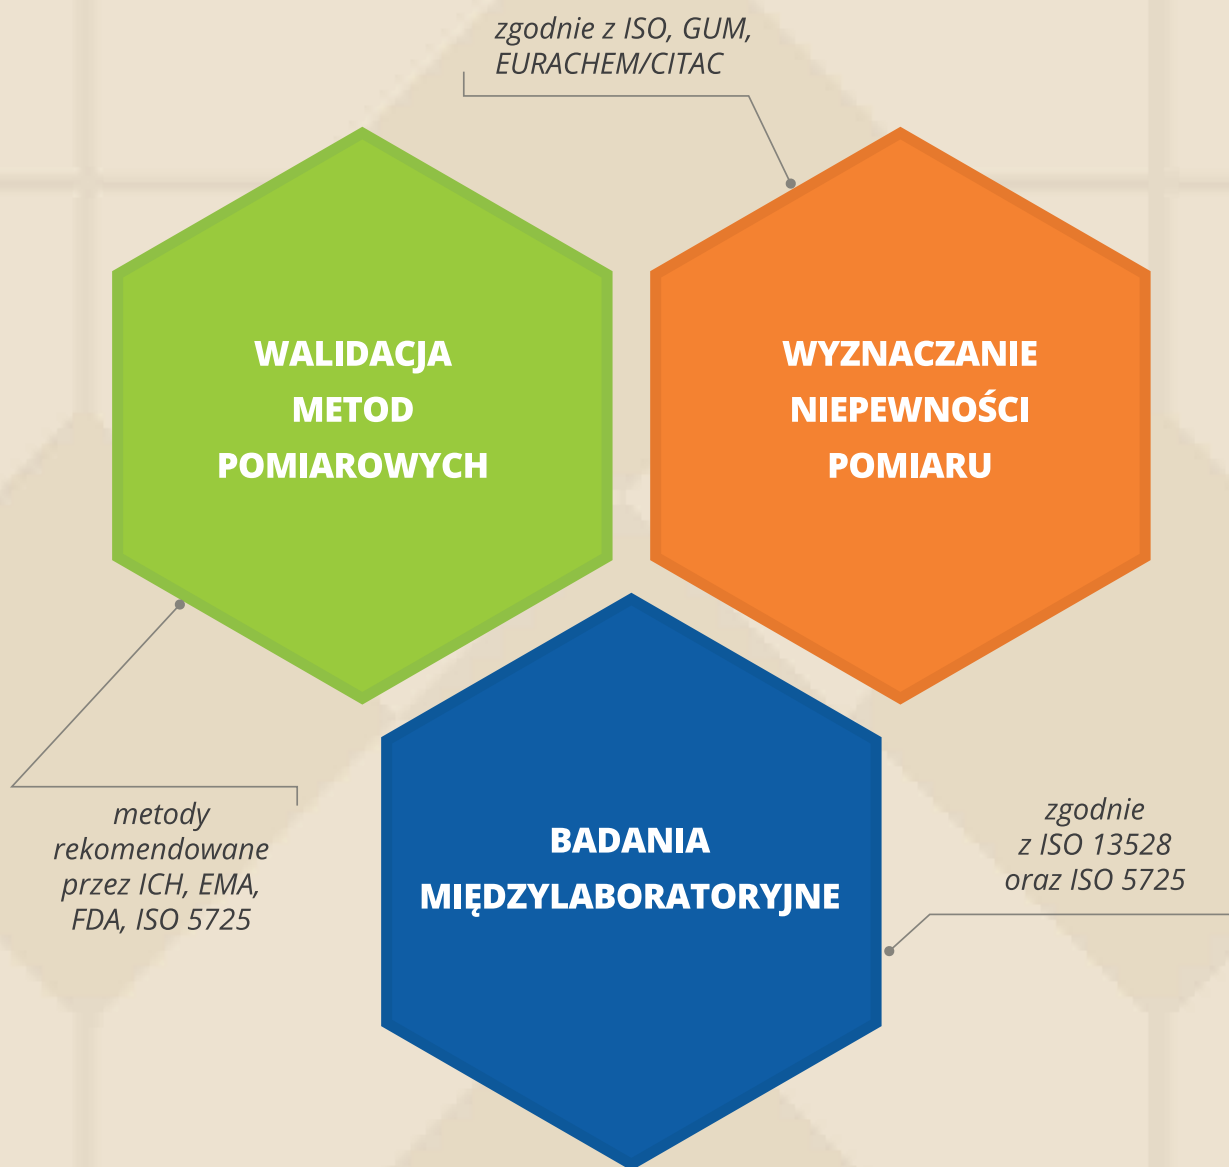 zgodnie z ISO, GUM,
EURACHEM/CITAC
WALIDACJA
METOD
POMIAROWYCH
WYZNACZANIE
NIEPEWNOŚCI
POMIARU
BADANIA
MIĘDZYLABORATORYJNE
metody
rekomendowane
przez ICH, EMA,
FDA, ISO 5725
zgodnie
z ISO 13528
oraz ISO 5725